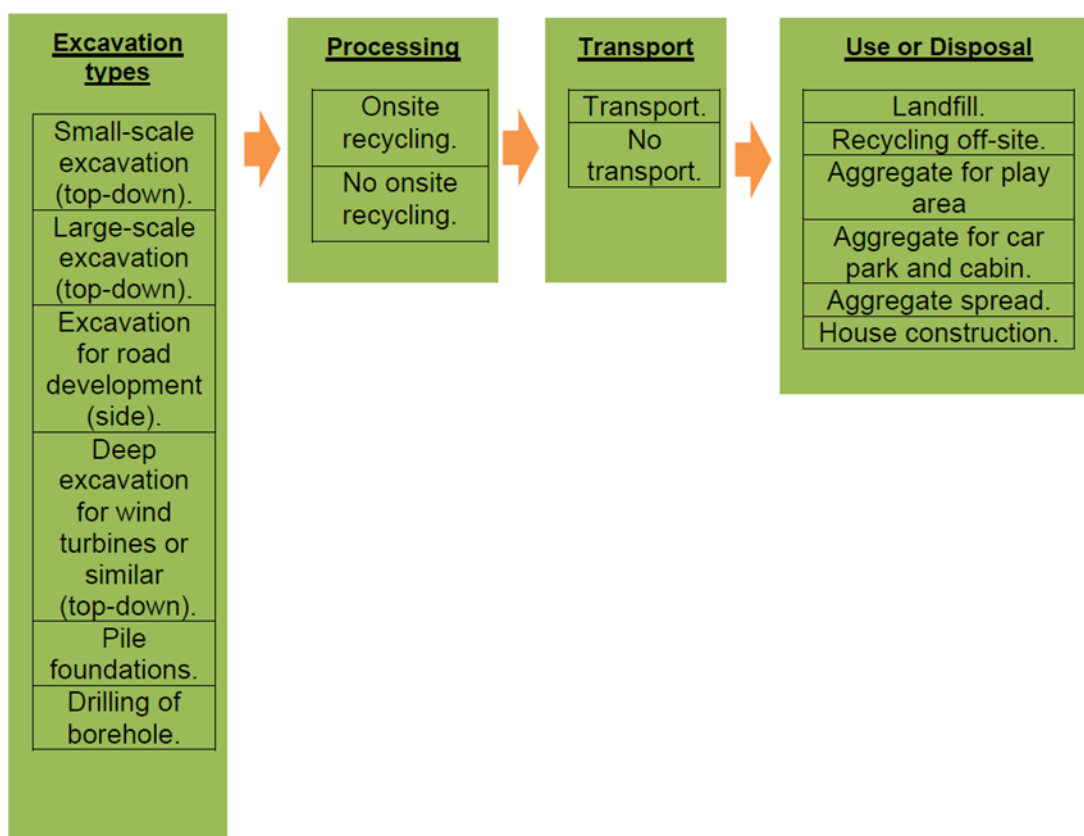 Excavation
types
Small-scale
excavation
(top-down).
Large-scale
excavation
(top-down).
Excavation
for road
development
(side).
Deep
excavation
for wind
turbines or
similar
(top-down).
Pile
foundations.
Drilling of
borehole.
Processing
Onsite
recycling.
No onsite
recycling.
Transport
Transport.
No
transport.
Use or Disposal
Landfill.
Recycling off-site.
Aggregate for play
area
Aggregate for car
park and cabin.
Aggregate spread.
House construction.